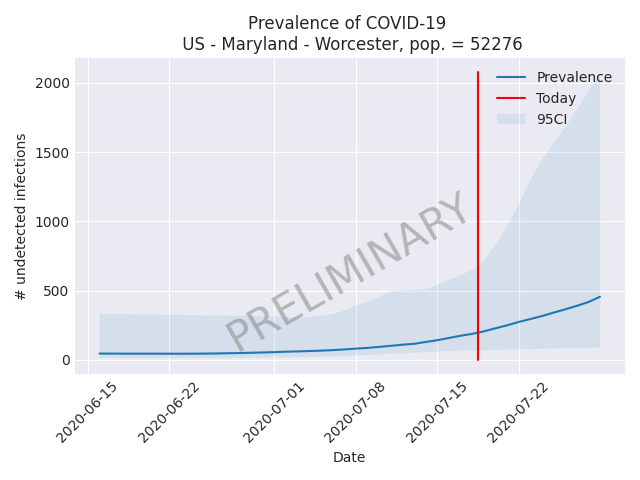 Prevalence of COVID-19
US - Maryland - Worcester, pop. = 52276
Prevalence
Today
95CI
2000
1500
1000
500
0
# undetected infections
PRELIMINARY
2020-06-15
2020-06-22
2020-07-01
2020-07-08
2020-07-15
2020-07-22
Date